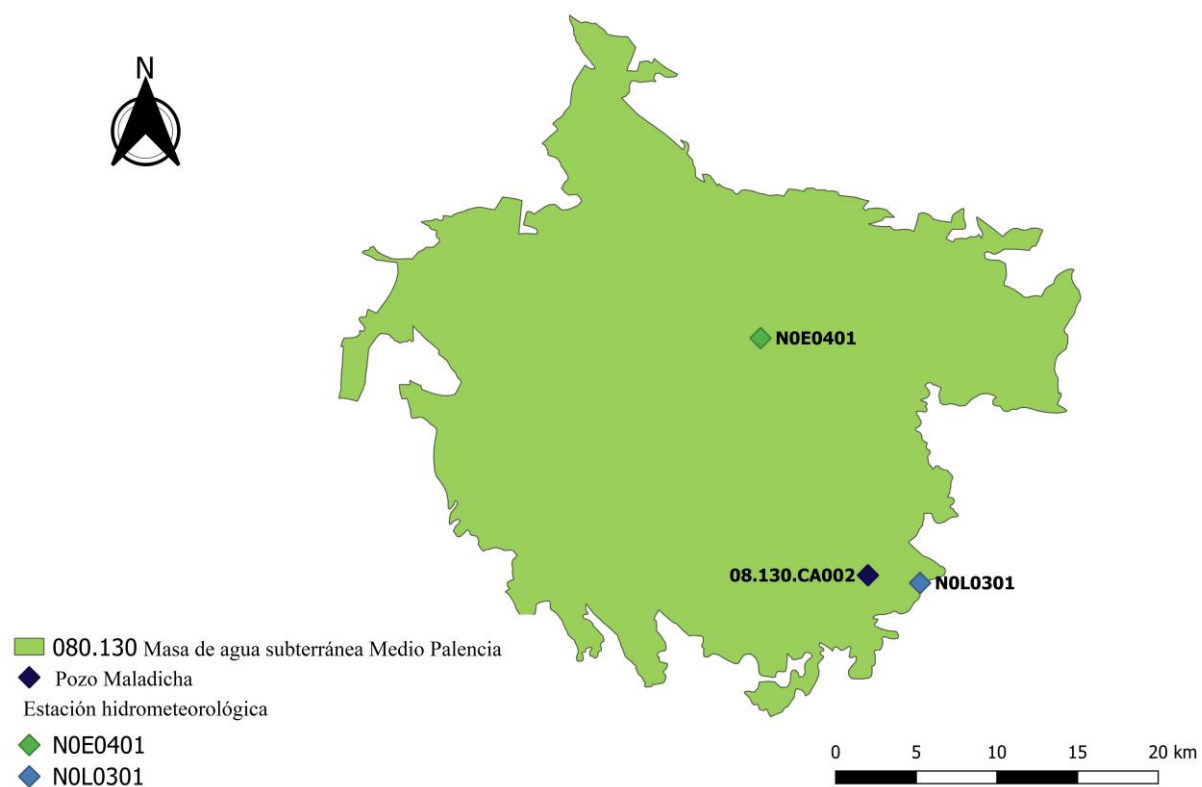 N
N0E0401
08.130.CA002
N0L0301
080.130 Masa de agua subterránea Medio Palencia
Pozo Maladicha
Estación hidrometeorológica
N0E0401
N0L0301
0 5 10 15 20 km